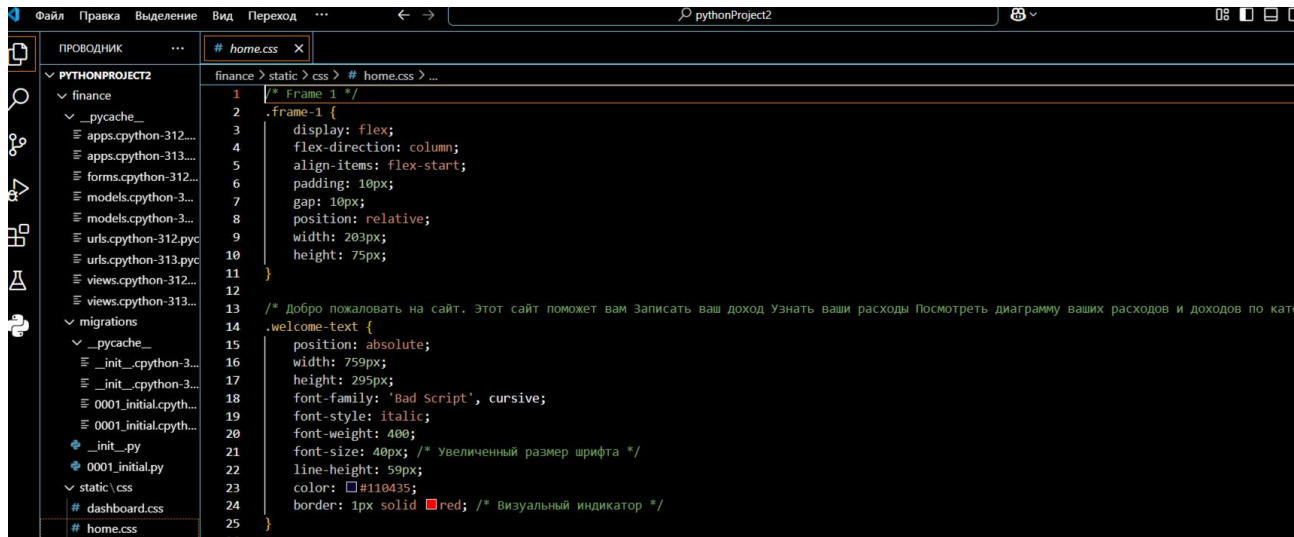 Файл Правка Выделение Вид Переход ··· ← → pythonProject2
ПРОВОДНИК ···
# home.css ×
PYTHONPROJECT2
finance
__pycache__
apps.cpython-312....
apps.cpython-313....
forms.cpython-312...
models.cpython-3...
models.cpython-3...
urls.cpython-312.pyc
urls.cpython-313.pyc
views.cpython-312...
views.cpython-313...
migrations
__pycache__
__init__.cpython-3...
__init__.cpython-3...
0001_initial.cpyth...
0001_initial.cpyth...
__init__.py
0001_initial.py
static\css
# dashboard.css
# home.css
finance > static > css > # home.css > ...
1 /* Frame 1 */
2 .frame-1 {
3 display: flex;
4 flex-direction: column;
5 align-items: flex-start;
6 padding: 10px;
7 gap: 10px;
8 position: relative;
9 width: 203px;
10 height: 75px;
11 }
12
13 /* Добро пожаловать на сайт. Этот сайт поможет вам Записать ваш доход Узнать ваши расходы Посмотреть диаграмму ваших расходов и доходов по кат
14 .welcome-text {
15 position: absolute;
16 width: 759px;
17 height: 295px;
18 font-family: 'Bad Script', cursive;
19 font-style: italic;
20 font-weight: 400;
21 font-size: 40px; /* Увеличенный размер шрифта */
22 line-height: 59px;
23 color: #110435;
24 border: 1px solid red; /* Визуальный индикатор */
25 }